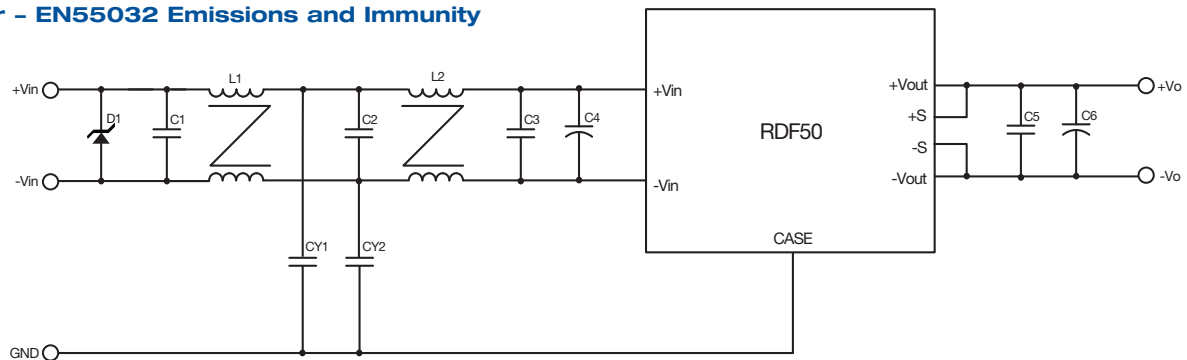 – EN55032 Emissions and Immunity
L1
L2
+Vin
D1
C1
C2
C3
C4
-Vin
CY1
CY2
GND
+Vin
-Vin
RDF50
CASE
+Vout
+S
-S
-Vout
C5
C6
+Vo
-Vo